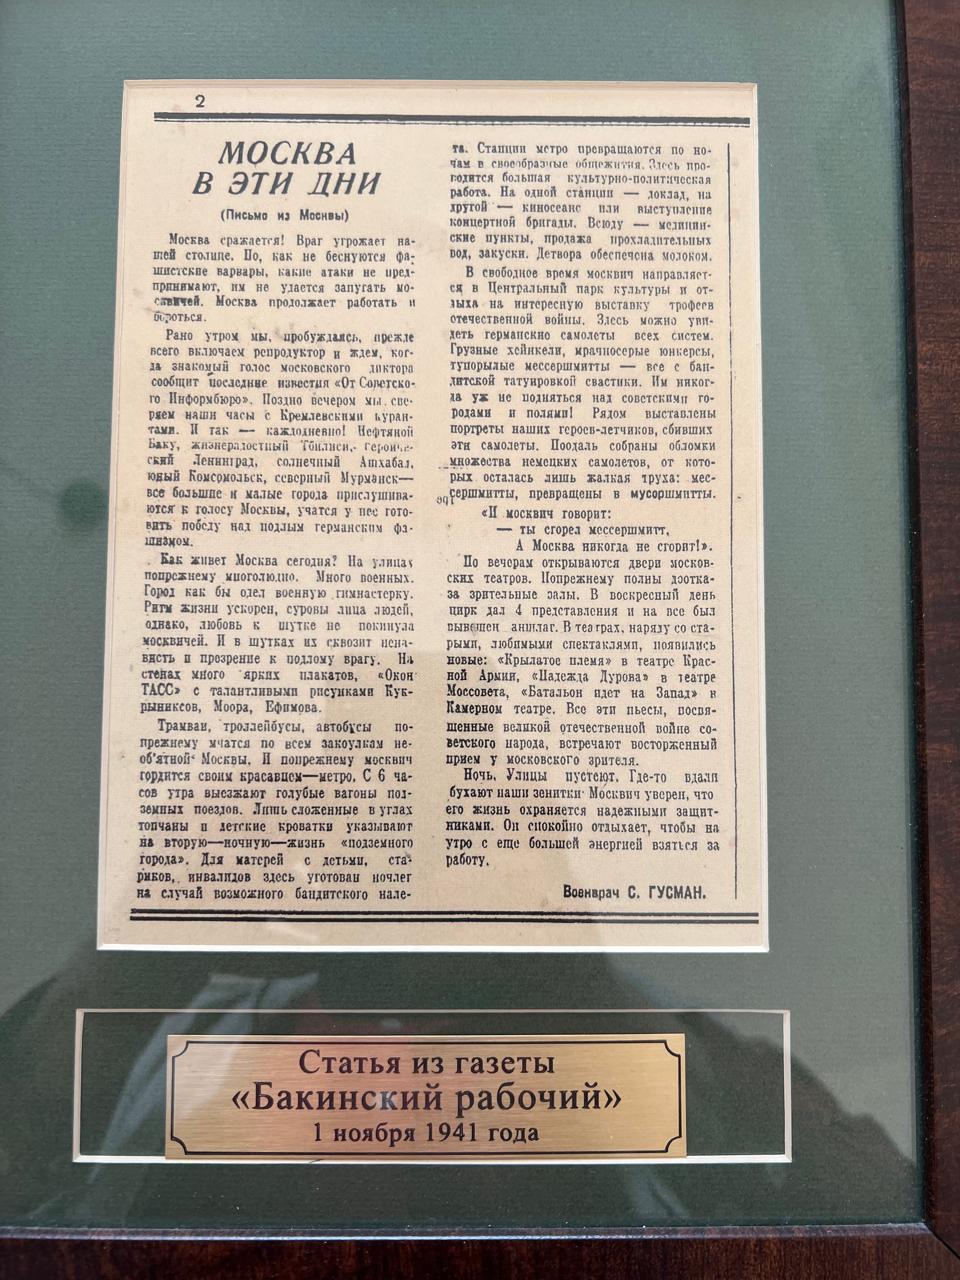 2
МОСКВА
В ЭТИ ДНИ
(Письмо из Москвы)
Москва сражается! Враг угрожает на-
шей столице. Но, как не беснуются фа-
шистские варвары, какие атаки не пред-
принимают, им не удается запугать мо-
сквичей. Москва продолжает работать и
бороться.
Рано утром мы, пробуждаясь, прежде
всего включаем репродуктор и ждем, ког-
да знакомый голос московского диктора
сообщит последние известия «От Советско-
го Информбюро». Поздно вечером мы све-
ряем наши часы с Кремлевскими куран-
тами. И так — каждодневно! Нефтяной
Баку, жизнерадостный Тбилиси, героиче-
ский Ленинград, солнечный Ашхабад,
юный Комсомольск, северный Мурманск—
все большие и малые города прислушива-
ются к голосу Москвы, учатся у нее гото-
вить победу над подлым германским фа-
шизмом.
Как живет Москва сегодня? На улицах
попрежнему многолюдно. Много военных.
Город как бы одел военную гимнастерку.
Ритм жизни ускорен, суровы лица людей,
однако, любовь к шутке не покинула
москвичей. И в шутках их сквозит нена-
висть и презрение к подлому врагу. На
стенах много ярких плакатов, «Окон
ТАСС» с талантливыми рисунками Кук-
рыниксов, Моора, Ефимова.
Трамваи, троллейбусы, автобусы по-
прежнему мчатся по всем закоулкам не-
об'ятной Москвы. И попрежнему москвич
гордится своим красавцем—метро. С 6 ча-
сов утра выезжают голубые вагоны под-
земных поездов. Лишь сложенные в углах
топчаны и детские кроватки указывают
на вторую—ночную—жизнь «подземного
города». Для матерей с детьми, ста-
риков, инвалидов здесь уготован ночлег
на случай возможного бандитского нале-
та. Станции метро превращаются по но-
чам в своеобразные общежития. Здесь про-
водится большая культурно-политическая
работа. На одной станции — доклад, на
другой — киносеанс или выступление
концертной бригады. Всюду — медицин-
ские пункты, продажа прохладительных
вод, закуски. Детвора обеспечена молоком.
В свободное время москвич направляет-
ся в Центральный парк культуры и от-
дыха на интересную выставку трофеев
отечественной войны. Здесь можно уви-
деть германские самолеты всех систем.
Грузные хейнкели, мрачносерые юнкерсы,
тупорылые мессершмитты — все с бан-
дитской татуировкой свастики. Им никог-
да уж не подняться над советскими го-
родами и полями! Рядом выставлены
портреты наших героев-летчиков, сбивших
эти самолеты. Поодаль собраны обломки
множества немецких самолетов, от кото-
рых осталась лишь жалкая труха: мес-
сершмитты, превращены в мусоршмитты.
«И москвич говорит:
— ты сгорел мессершмитт,
А Москва никогда не сгорит!».
По вечерам открываются двери москов-
ских театров. Попрежнему полны дэотка-
за зрительные залы. В воскресный день
цирк дал 4 представления и на все был
вывешен аншлаг. В театрах, наряду со ста-
рыми, любимыми спектаклями, появились
новые: «Крылатое племя» в театре Крас-
ной Армии, «Надежда Дурова» в театре
Моссовета, «Батальон идет на Запад» в
Камерном театре. Все эти пьесы, посвя-
щенные великой отечественной войне со-
ветского народа, встречают восторженный
прием у московского зрителя.
Ночь. Улицы пустеют. Где-то вдали
бухают наши зенитки. Москвич уверен, что
его жизнь охраняется надежными защит-
никами. Он спокойно отдыхает, чтобы на
утро с еще большей энергией взяться за
работу.
Военврач С. ГУСМАН.
Статья из газеты
«Бакинский рабочий»
1 ноября 1941 года